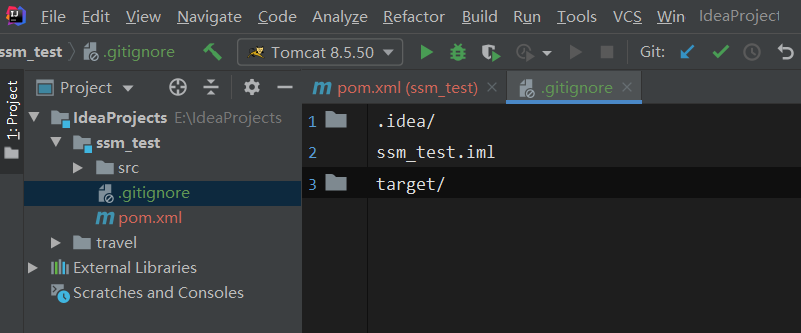 File Edit View Navigate Code Analyze Refactor Build Run Tools VCS Win IdeaProject
ssm_test .gitignore Tomcat 8.5.50 Git:
1: Project
Project
pom.xml (ssm_test) .gitignore
IdeaProjects E:\IdeaProjects
ssm_test
src
.gitignore
pom.xml
travel
External Libraries
Scratches and Consoles
1 .idea/
2 ssm_test.iml
3 target/